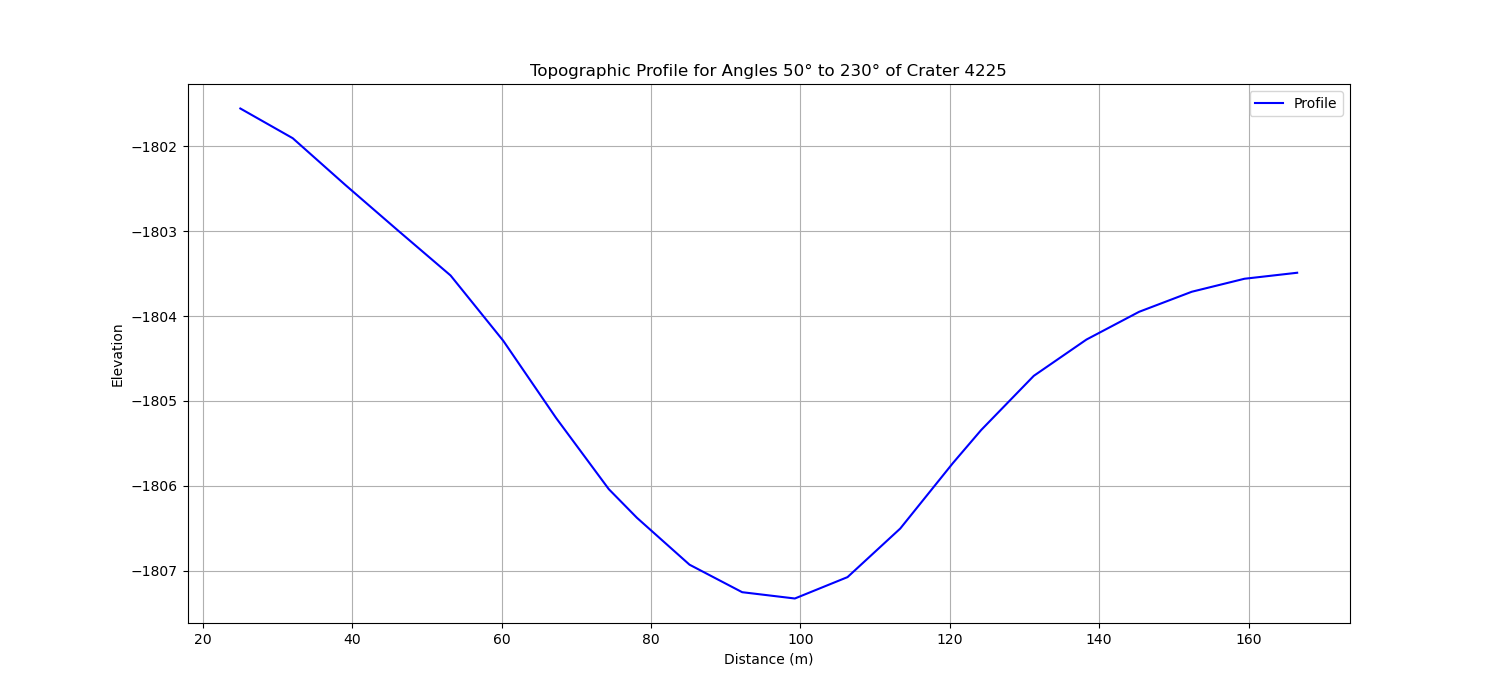 Topographic Profile for Angles 50° to 230° of Crater 4225
Profile
−1802
−1803
−1804
−1805
−1806
−1807
Elevation
20 40 60 80 100 120 140 160
Distance (m)